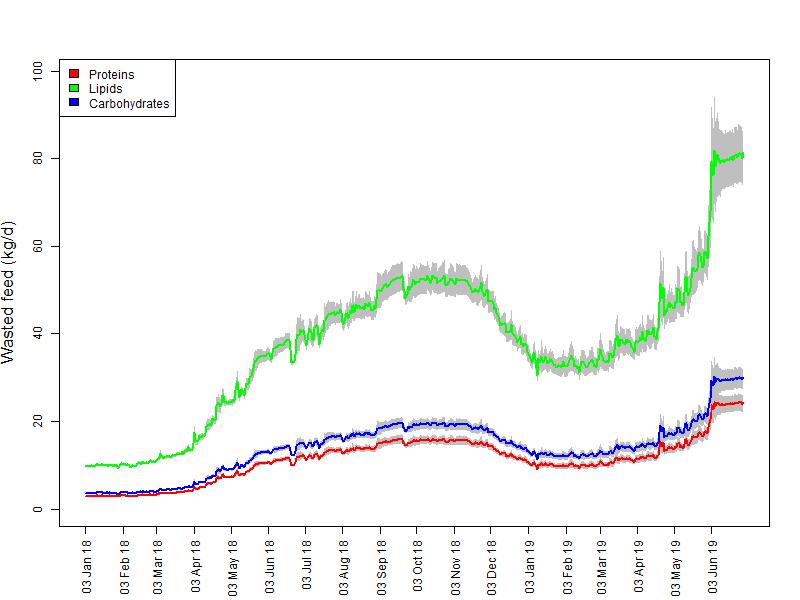 Proteins
Lipids
Carbohydrates
Wasted feed (kg/d)
100
80
60
40
20
0
03 Jan 18
03 Feb 18
03 Mar 18
03 Apr 18
03 May 18
03 Jun 18
03 Jul 18
03 Aug 18
03 Sep 18
03 Oct 18
03 Nov 18
03 Dec 18
03 Jan 19
03 Feb 19
03 Mar 19
03 Apr 19
03 May 19
03 Jun 19